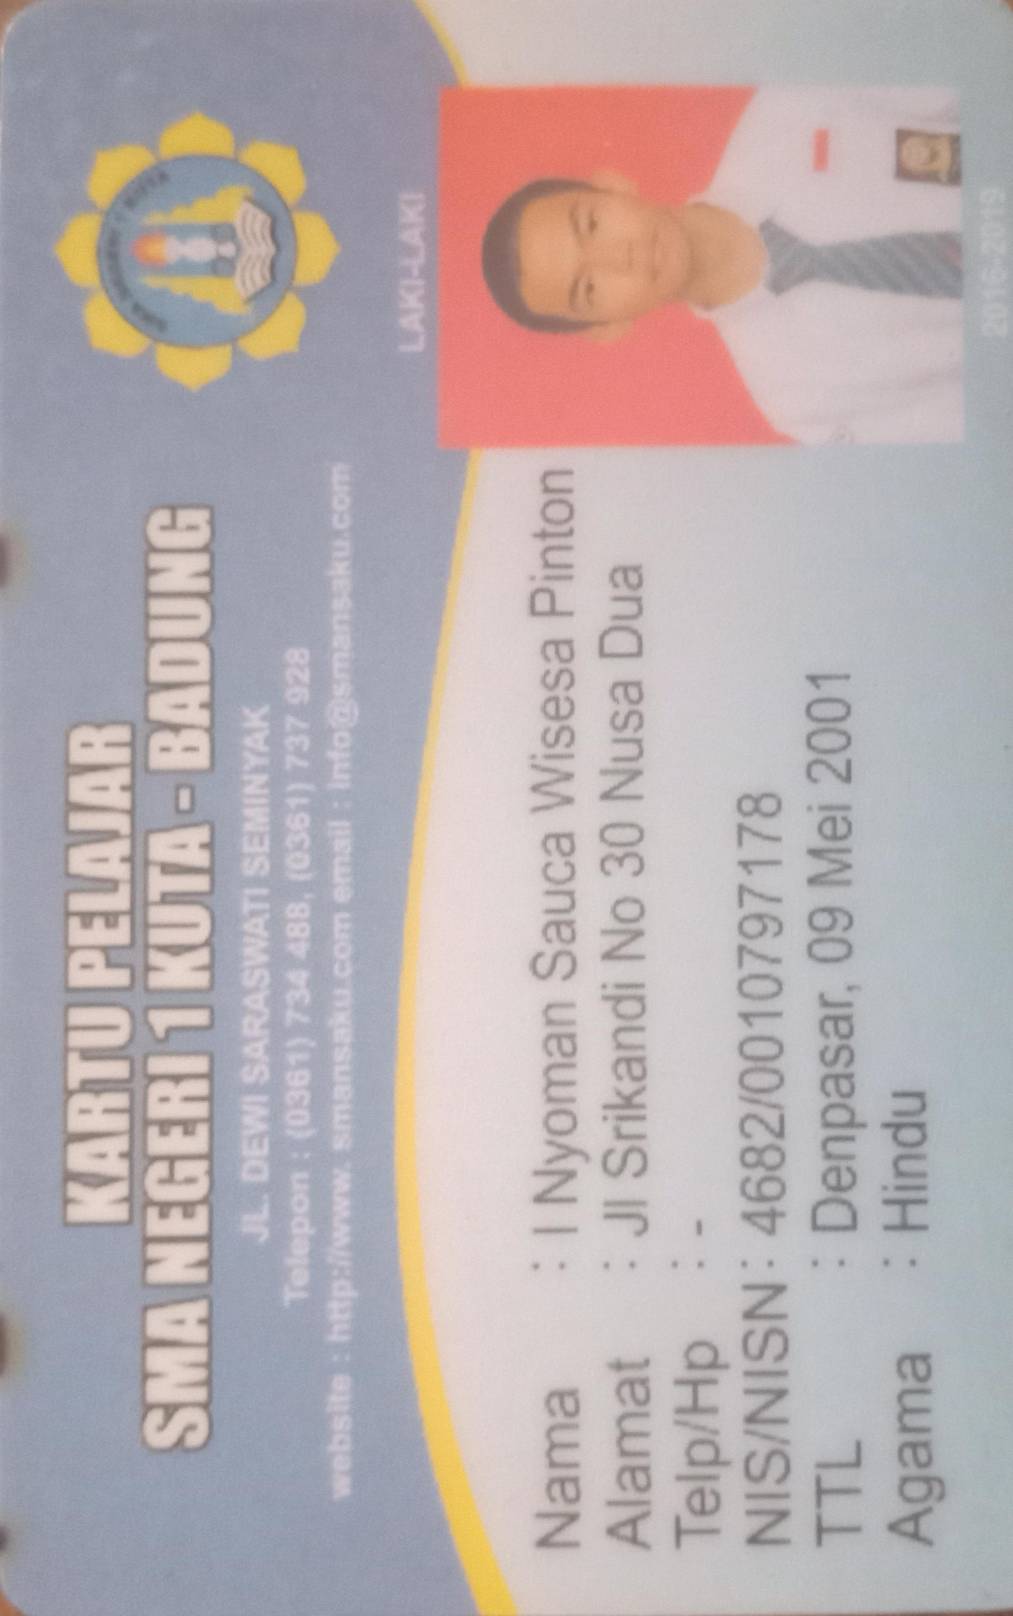 KARTU PELAJAR
SMA NEGERI 1 KUTA - BADUNG
JL. DEWI SARASWATI SEMINYAK
Telepon : (0361) 734 488, (0361) 737 928
website : http://www. smansaku.com email : info@smansaku.com
LAKI-LAKI
Nama : I Nyoman Sauca Wisesa Pinton
Alamat : Jl Srikandi No 30 Nusa Dua
Telp/Hp : -
NIS/NISN : 4682/0010797178
TTL : Denpasar, 09 Mei 2001
Agama : Hindu
2016-2019